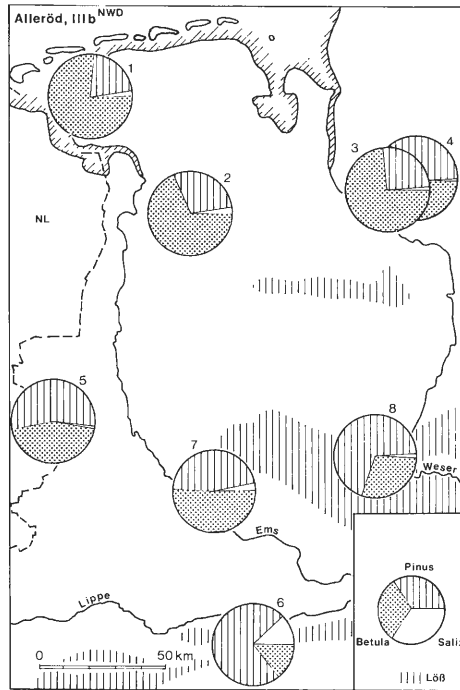 Alleröd, IIIb NWD
1
2
3
4
NL
5
8
7
Weser
Ems
Pinus
Lippe
6
Betula
Saliz
0
50 km
Löß